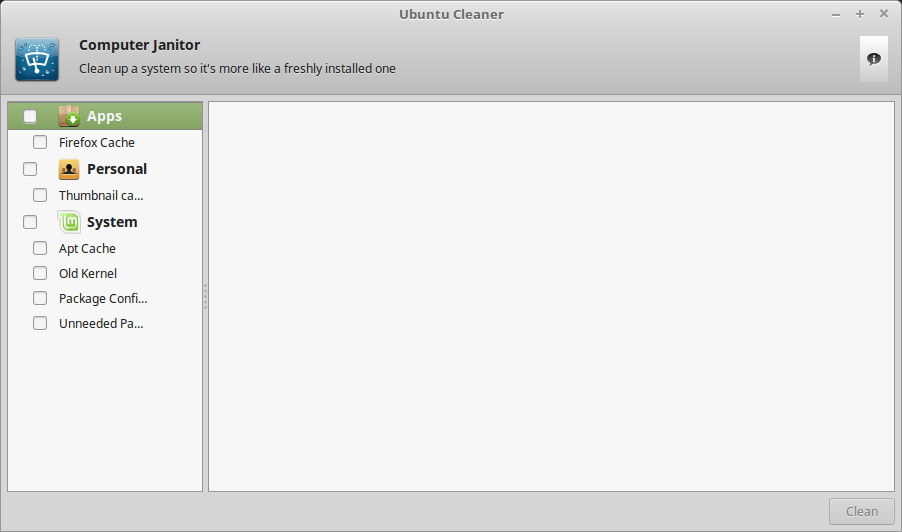 Ubuntu Cleaner
Computer Janitor
Clean up a system so it's more like a freshly installed one
Apps
Firefox Cache
Personal
Thumbnail ca...
System
Apt Cache
Old Kernel
Package Confi...
Unneeded Pa...
Clean